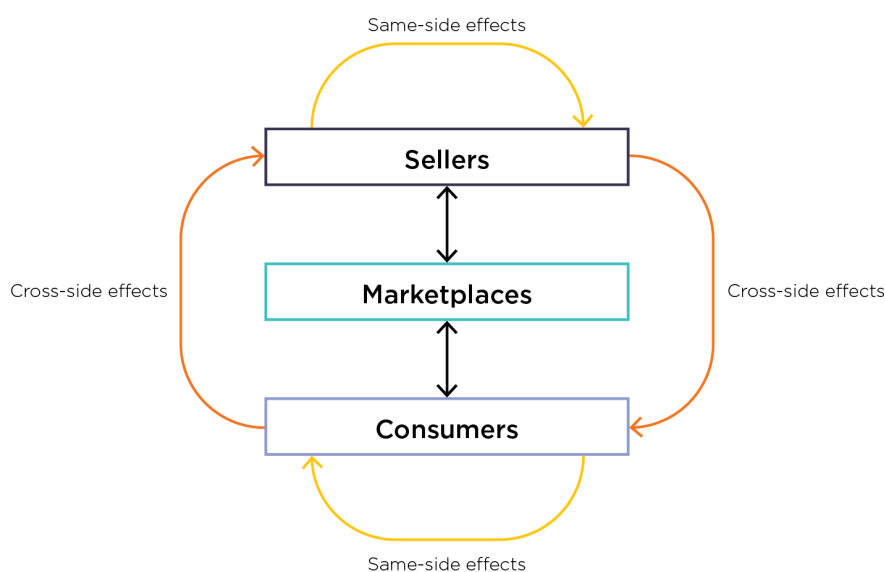 Same-side effects
Sellers
Cross-side effects
Marketplaces
Cross-side effects
Consumers
Same-side effects